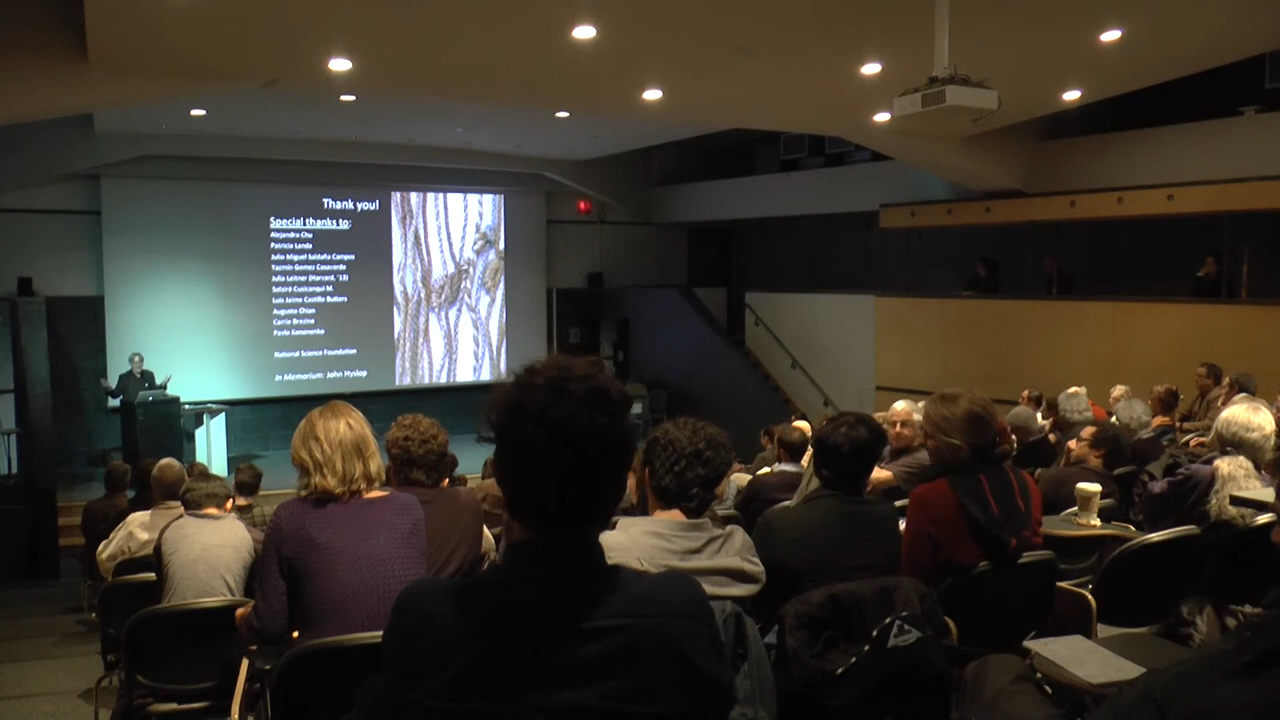 Thank you!
Special thanks to:
Alejandro Chu
Patricia Landa
Julio Miguel Saldaña Campos
Yazmin Gomez Casaverde
Julia Leitner (Harvard, '13)
Solsiré Cusicanqui M.
Luis Jaime Castillo Butters
Augusto Chian
Carrie Brezine
Pavlo Kononenko
National Science Foundation
In Memorium: John Hyslop